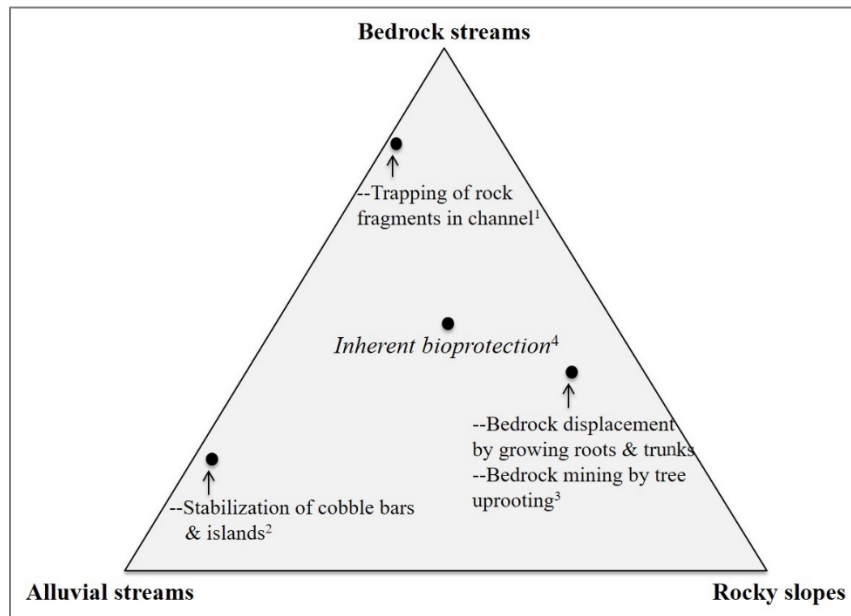 Bedrock streams
--Trapping of rock
fragments in channel¹
Inherent bioprotection⁴
--Bedrock displacement
by growing roots & trunks
--Bedrock mining by tree
uprooting³
--Stabilization of cobble bars
& islands²
Alluvial streams
Rocky slopes